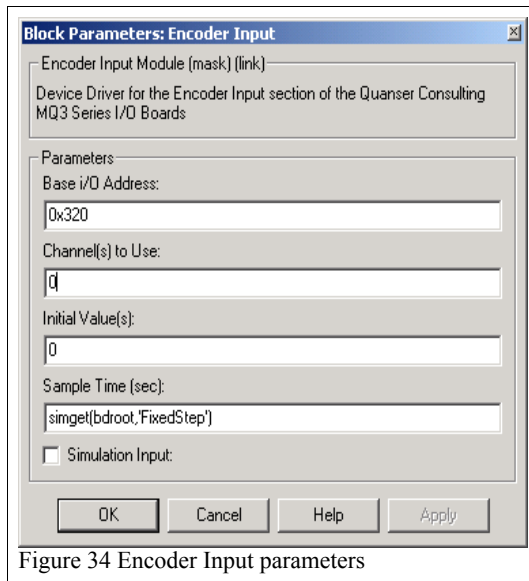 Block Parameters: Encoder Input
Encoder Input Module (mask) (link)
Device Driver for the Encoder Input section of the Quanser Consulting
MQ3 Series I/O Boards
Parameters
Base i/O Address:
0x320
Channel(s) to Use:
0
Initial Value(s):
0
Sample Time (sec):
simget(bdroot,'FixedStep')
Simulation Input:
OK Cancel Help Apply
Figure 34 Encoder Input parameters